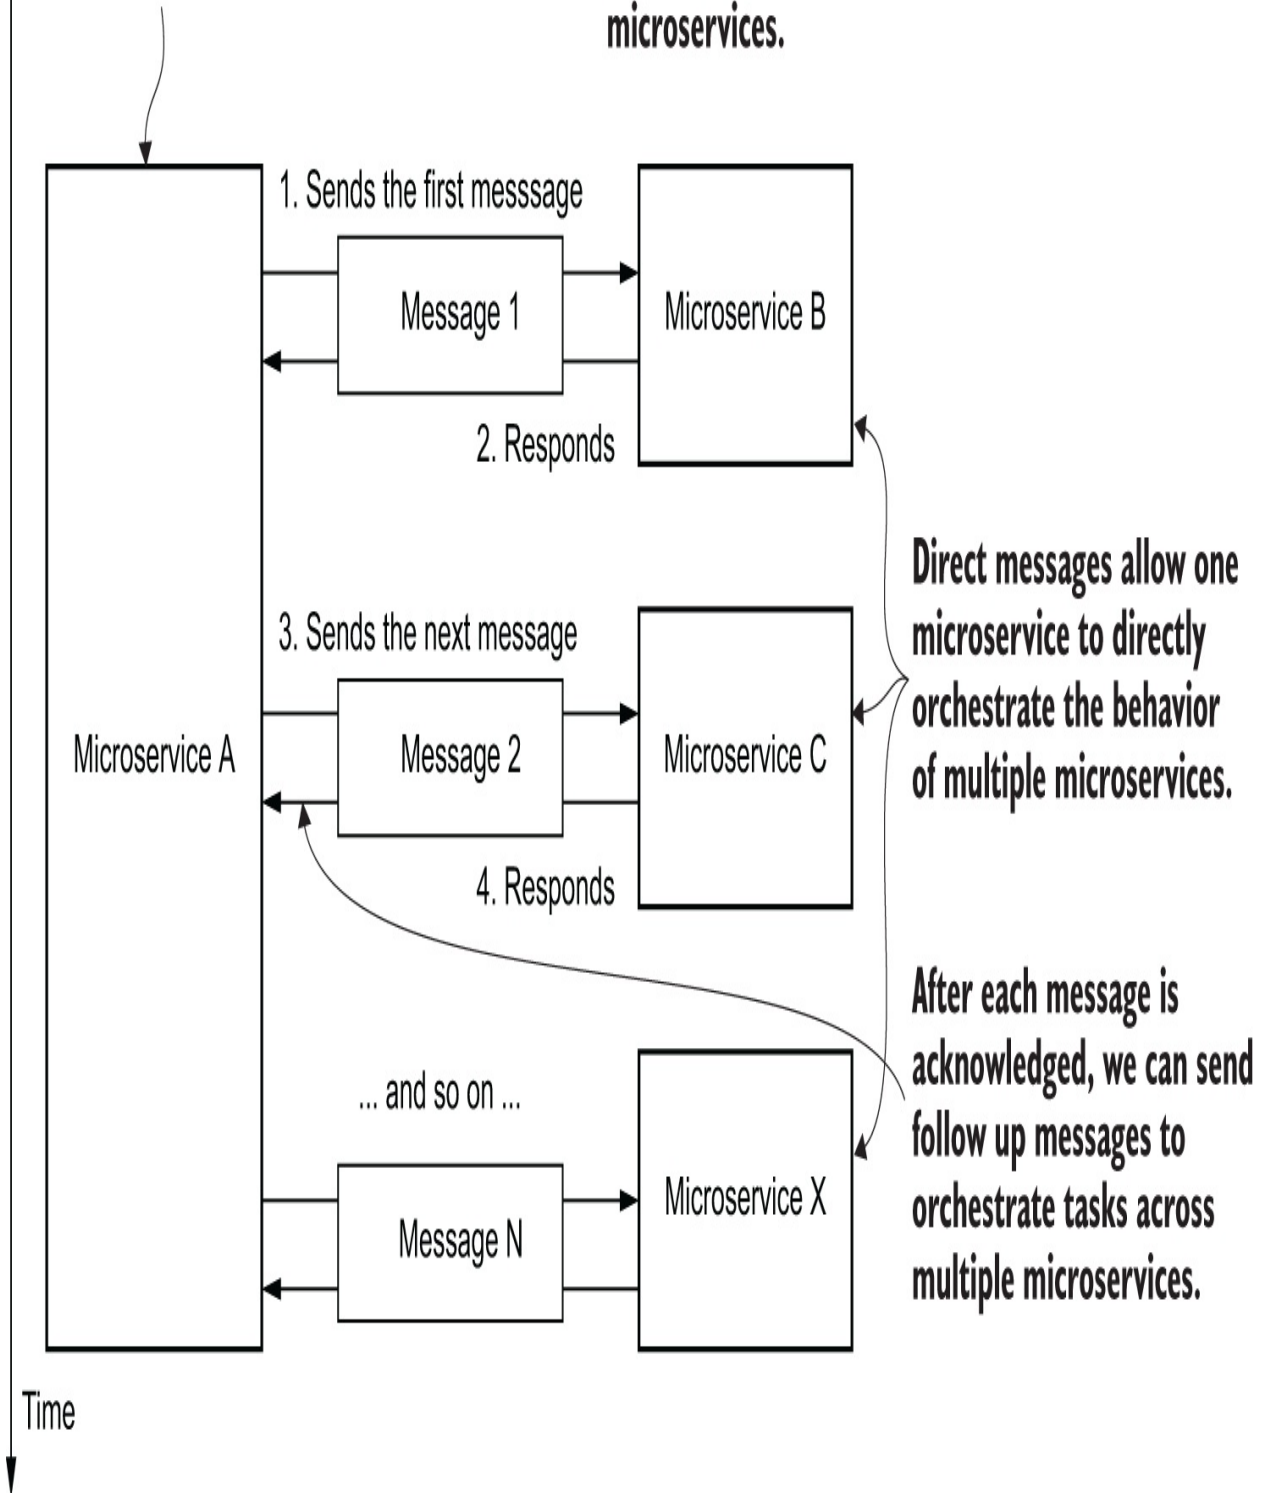 microservices.
1. Sends the first messsage
Message 1
Microservice B
2. Responds
Direct messages allow one
microservice to directly
orchestrate the behavior
of multiple microservices.
3. Sends the next message
Microservice A
Message 2
Microservice C
4. Responds
After each message is
acknowledged, we can send
follow up messages to
orchestrate tasks across
multiple microservices.
... and so on ...
Message N
Microservice X
Time